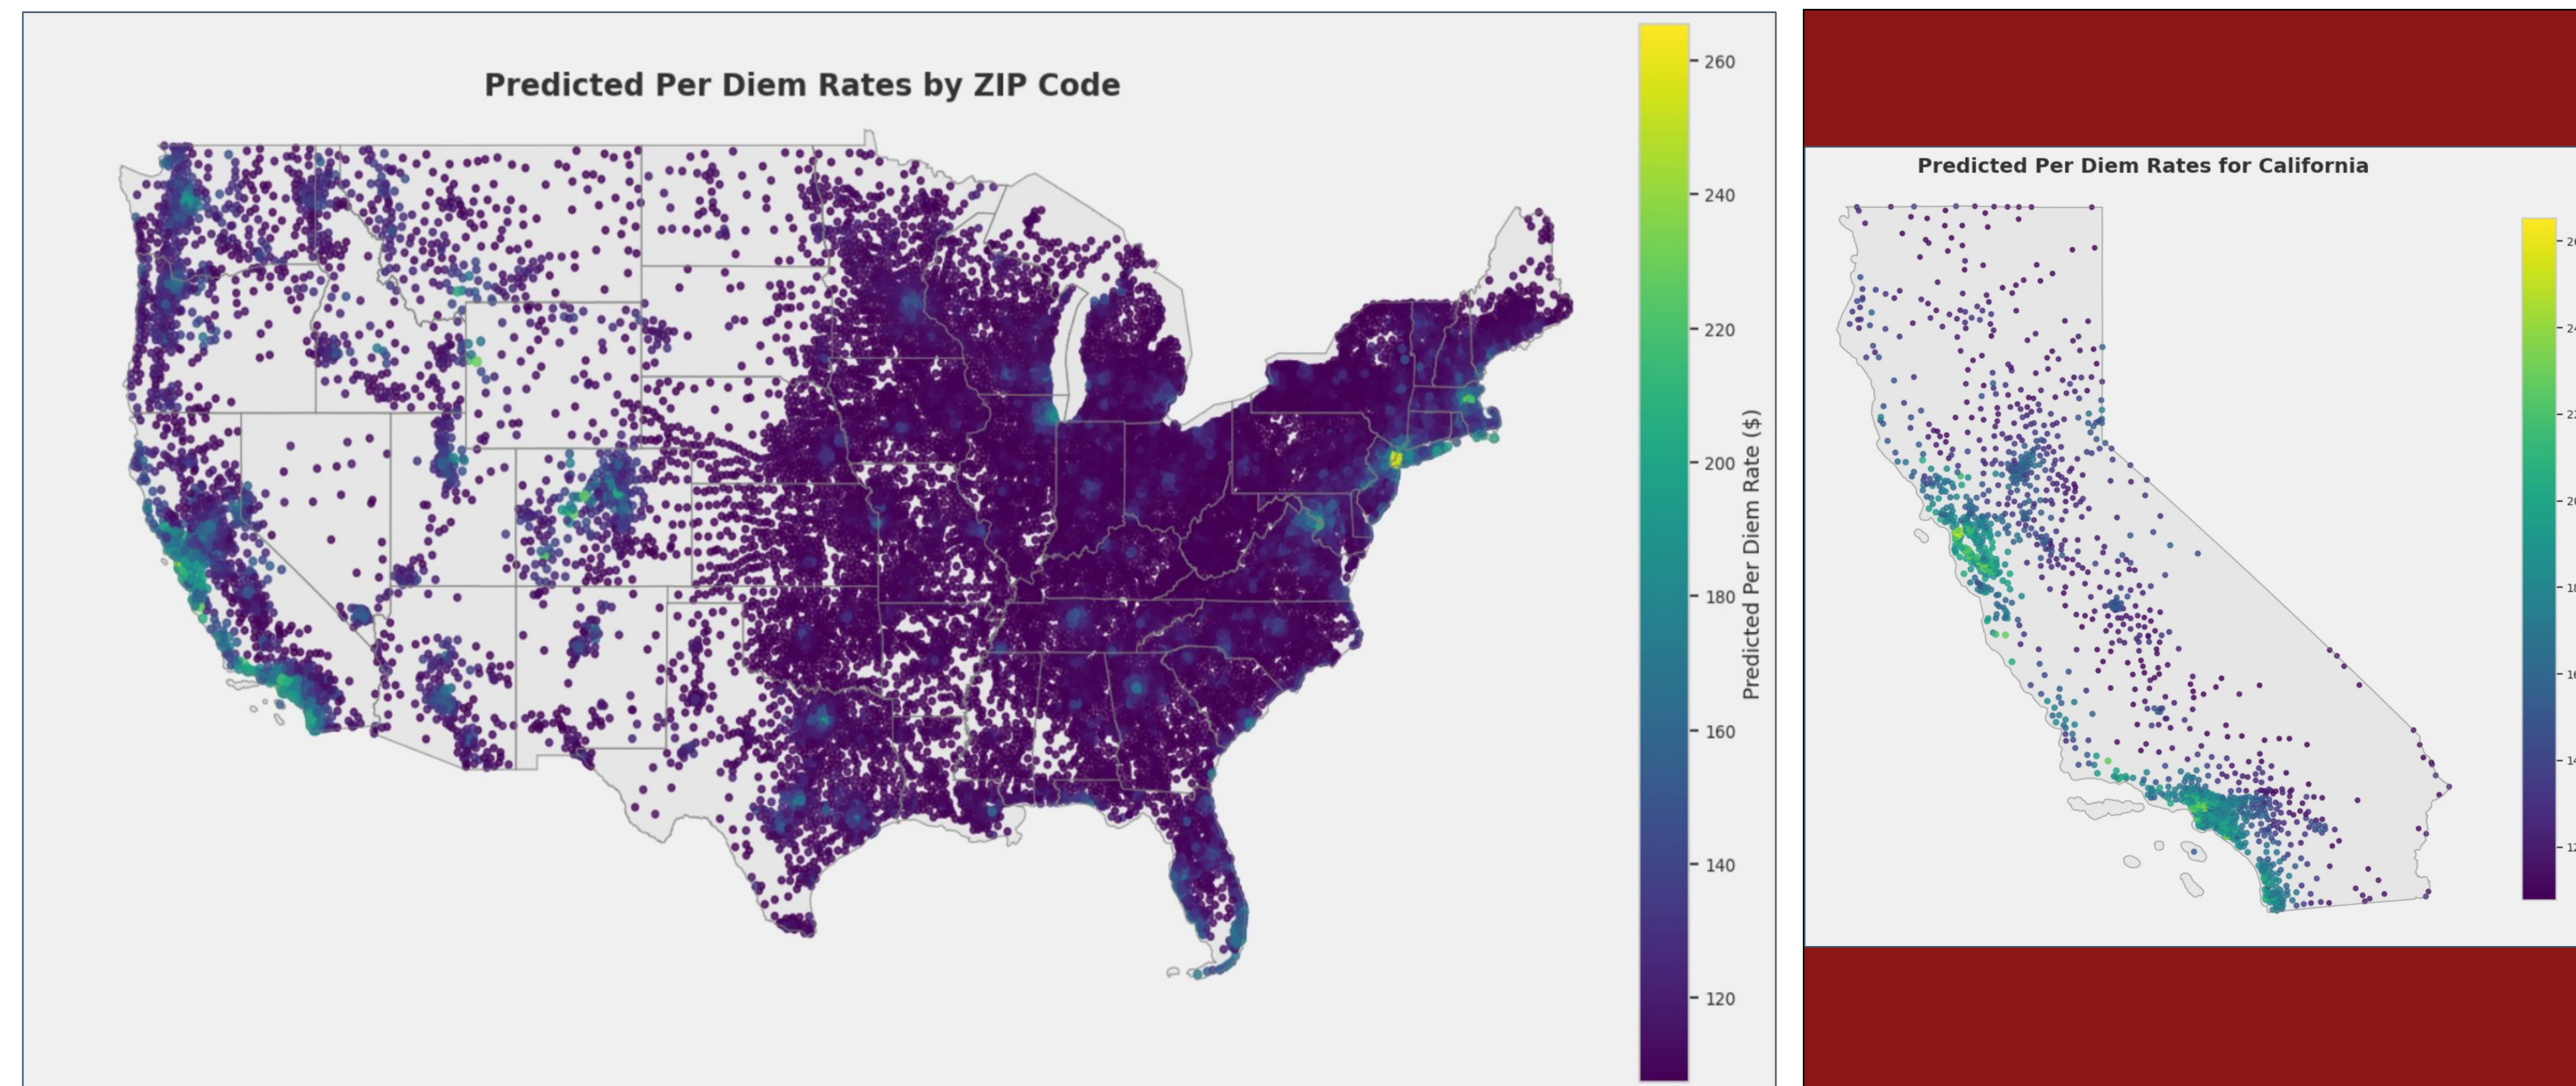 Predicted Per Diem Rates by ZIP Code
260
240
220
200
180
160
140
120
Predicted Per Diem Rate ($)
Predicted Per Diem Rates for California